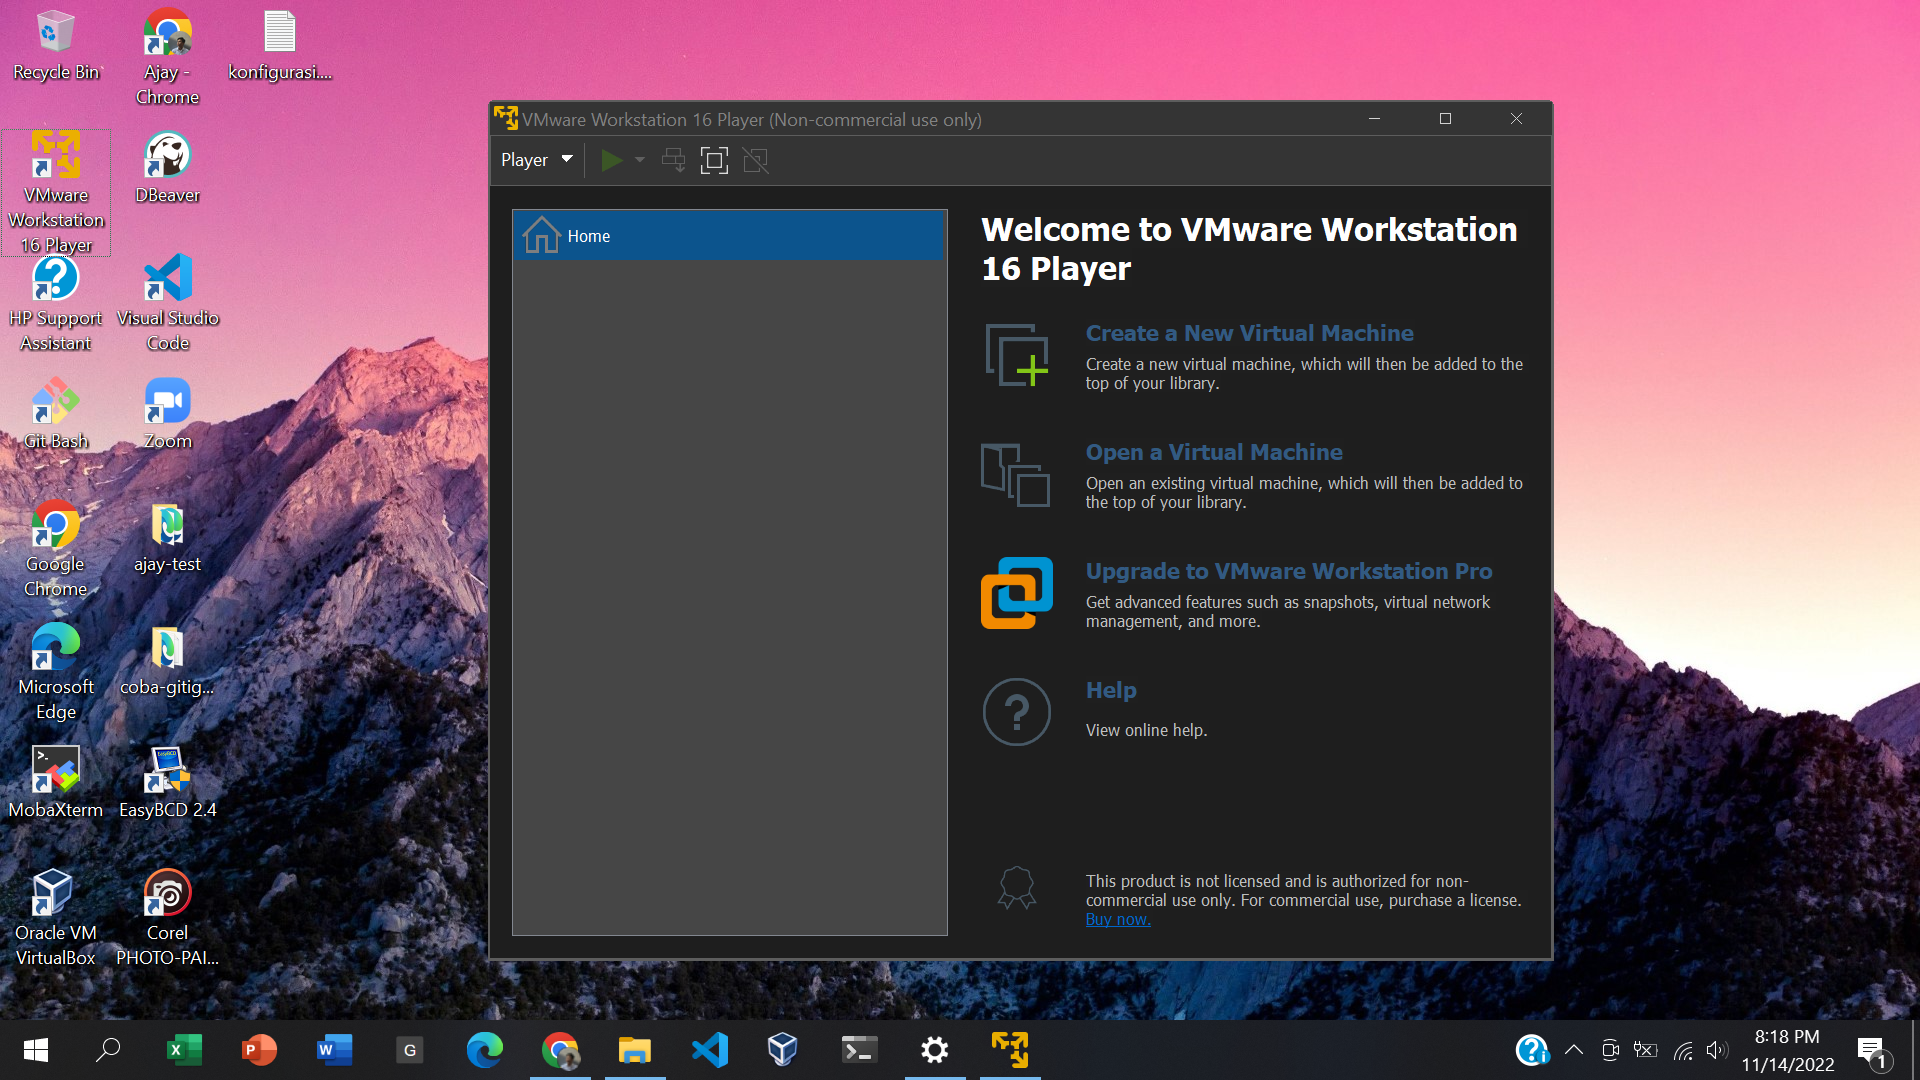 Recycle Bin
Ajay -
Chrome
konfigurasi....
VMware
Workstation
16 Player
DBeaver
HP Support
Assistant
Visual Studio
Code
Git Bash
Zoom
Google
Chrome
ajay-test
Microsoft
Edge
coba-gitig...
MobaXterm
EasyBCD 2.4
Oracle VM
VirtualBox
Corel
PHOTO-PAI...
VMware Workstation 16 Player (Non-commercial use only)
Player
Home
Welcome to VMware Workstation
16 Player
Create a New Virtual Machine
Create a new virtual machine, which will then be added to the
top of your library.
Open a Virtual Machine
Open an existing virtual machine, which will then be added to
the top of your library.
Upgrade to VMware Workstation Pro
Get advanced features such as snapshots, virtual network
management, and more.
Help
View online help.
This product is not licensed and is authorized for non-
commercial use only. For commercial use, purchase a license.
Buy now.
G
8:18 PM
11/14/2022
1